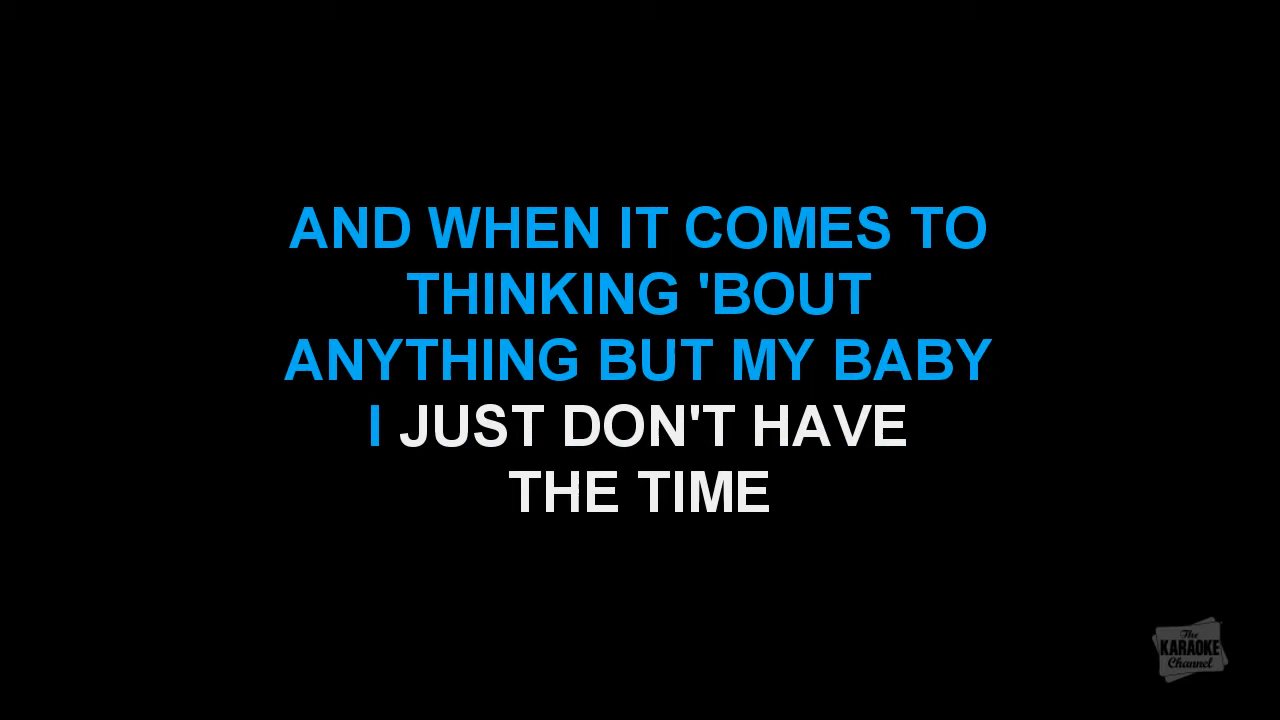 AND WHEN IT COMES TO
THINKING 'BOUT
ANYTHING BUT MY BABY
I JUST DON'T HAVE
THE TIME
The
KARAOKE
Channel